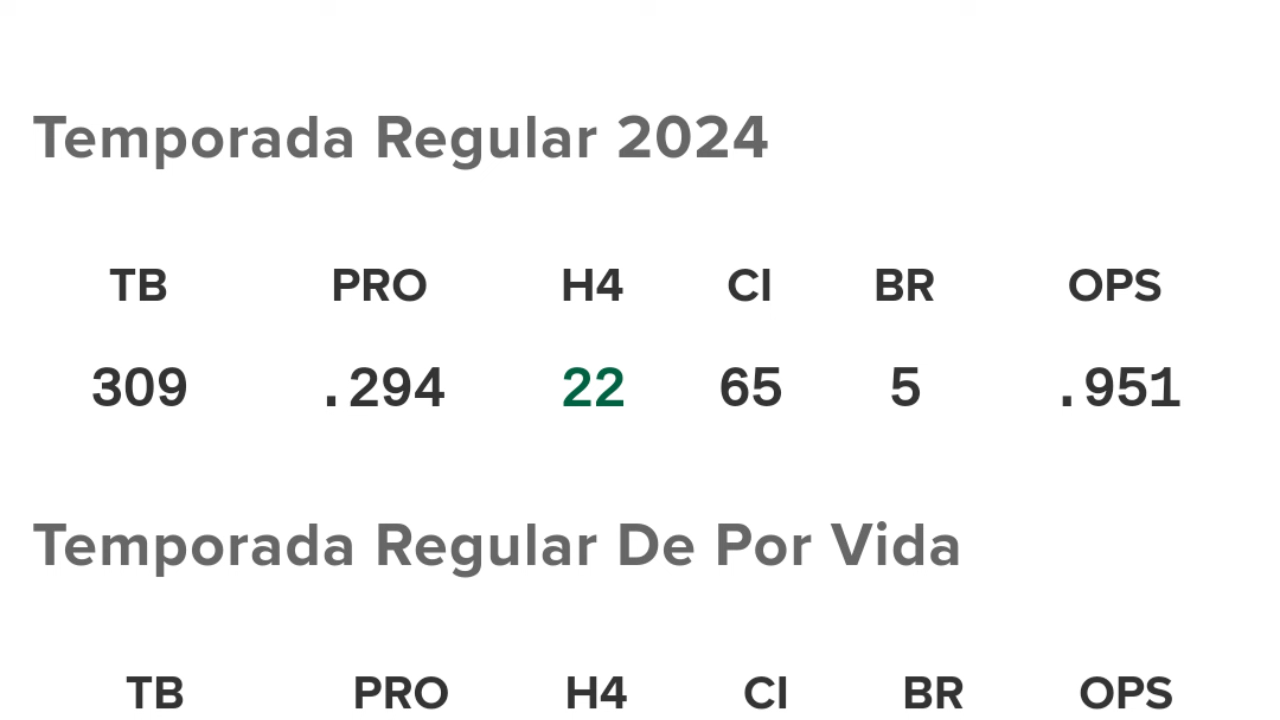 Temporada Regular 2024
TB PRO H4 CI BR OPS
309 .294 22 65 5 .951
Temporada Regular De Por Vida
TB PRO H4 CI BR OPS